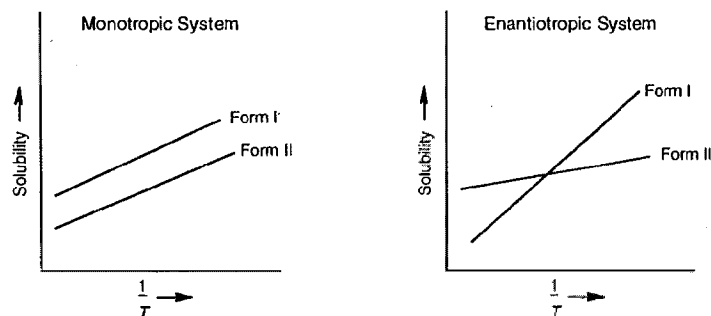 Monotropic System
Solubility
Form I
Form II
1
T
Enantiotropic System
Solubility
Form I
Form II
1
T